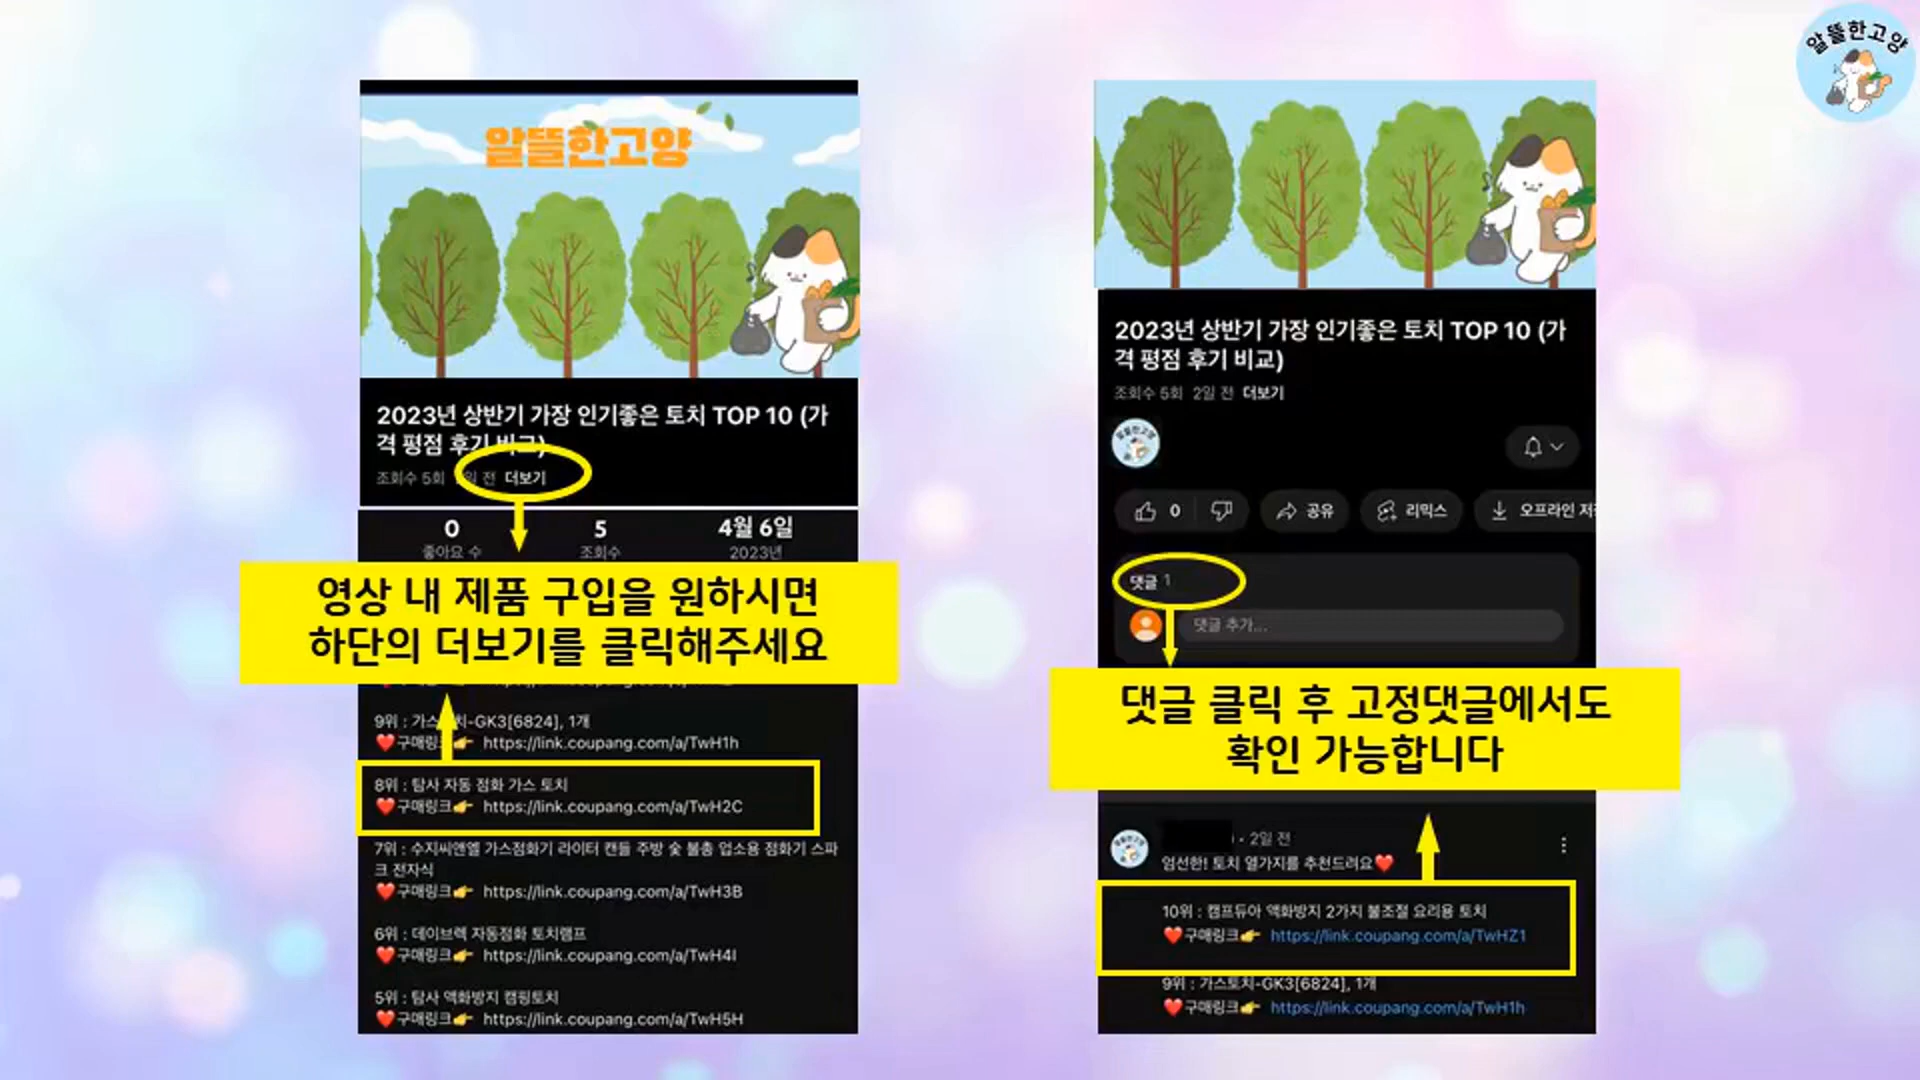 알뜰한고양
알뜰한고양
2023년 상반기 가장 인기좋은 토치 TOP 10 (가
격 평점 후기 비교)
조회수 5회 일 전 더보기
0 5 4월 6일
좋아요 수 조회수 2023년
영상 내 제품 구입을 원하시면
하단의 더보기를 클릭해주세요
9위 : 가스토치-GK3[6824], 1개
❤️구매링크👉 https://link.coupang.com/a/TwH1h
8위 : 탐사 자동 점화 가스 토치
❤️구매링크👉 https://link.coupang.com/a/TwH2C
7위 : 수지씨앤엘 가스점화기 라이터 캔들 주방 숯 불총 업소용 점화기 스파
크 전자식
❤️구매링크👉 https://link.coupang.com/a/TwH3B
6위 : 데이브렉 자동점화 토치램프
❤️구매링크👉 https://link.coupang.com/a/TwH4I
5위 : 탐사 액화방지 캠핑토치
❤️구매링크👉 https://link.coupang.com/a/TwH5H
2023년 상반기 가장 인기좋은 토치 TOP 10 (가
격 평점 후기 비교)
조회수 5회 2일 전 더보기
0 공유 리믹스 오프라인 저
댓글 1
댓글 추가...
댓글 클릭 후 고정댓글에서도
확인 가능합니다
• 2일 전
엄선한! 토치 열가지를 추천드려요❤️
10위 : 캠프듀아 액화방지 2가지 불조절 요리용 토치
❤️구매링크👉 https://link.coupang.com/a/TwHZ1
9위 : 가스토치-GK3[6824], 1개
❤️구매링크👉 https://link.coupang.com/a/TwH1h